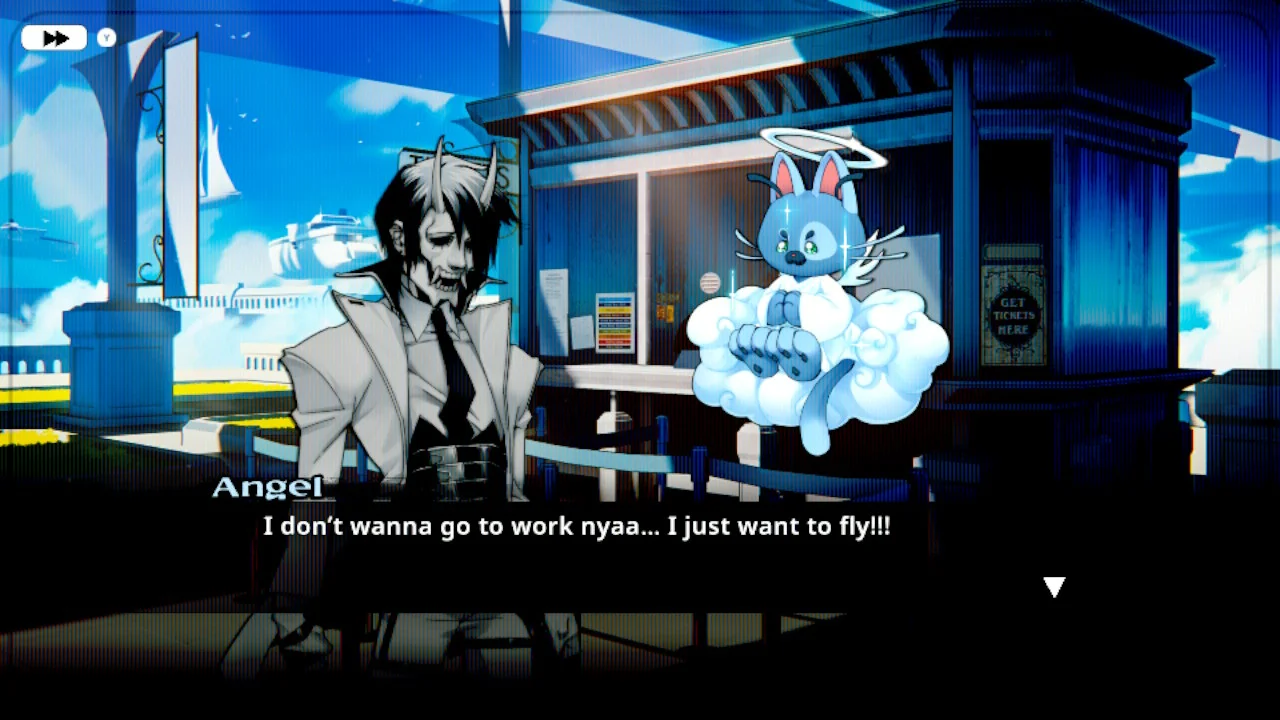 Y
GET
TICKETS
HERE
Angel
I don't wanna go to work nyaa... I just want to fly!!!